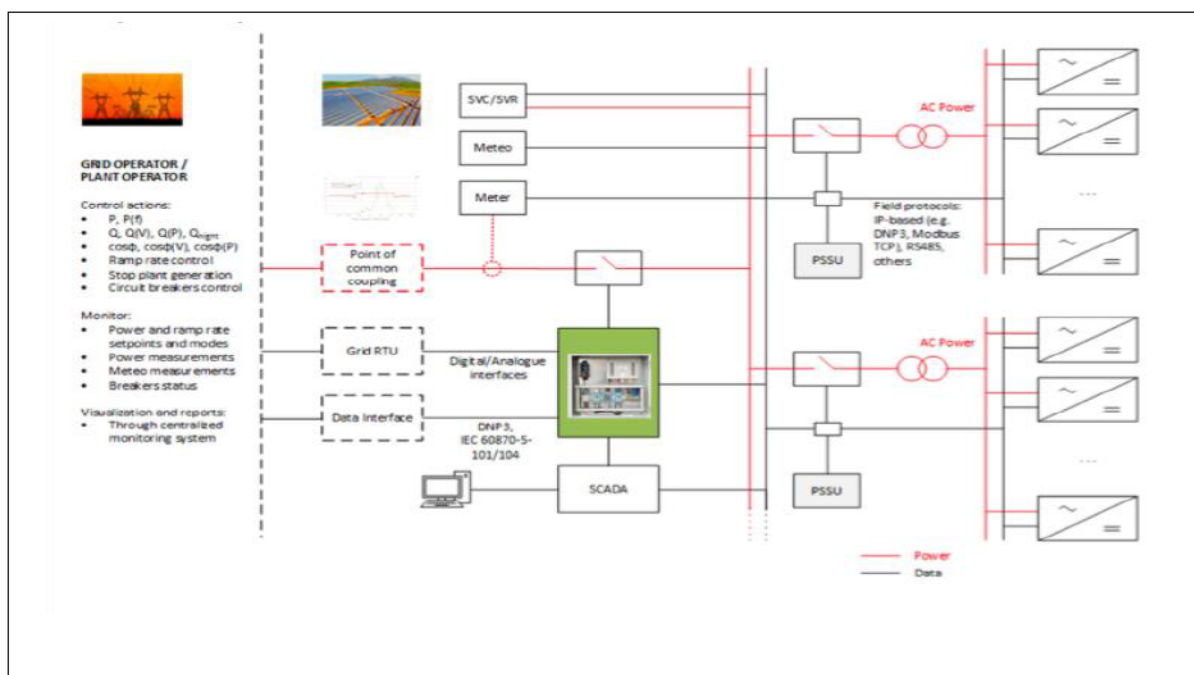 GRID OPERATOR /
PLANT OPERATOR
Control actions:
• P, P(f)
• Q, Q(V), Q(P), Qnight
• cosϕ, cosϕ(V), cosϕ(P)
• Ramp rate control
• Stop plant generation
• Circuit breakers control
Monitor:
• Power and ramp rate
setpoints and modes
• Power measurements
• Meteo measurements
• Breakers status
Visualization and reports:
• Through centralized
monitoring system
Point of
common
coupling
Grid RTU
Data Interface
SVC/SVR
Meteo
Meter
Digital/Analogue
interfaces
DNP3,
IEC 60870-5-
101/104
SCADA
AC Power
Field protocols:
IP-based (e.g.
DNP3, Modbus
TCP), RS485,
others
PSSU
...
AC Power
PSSU
...
Power
Data